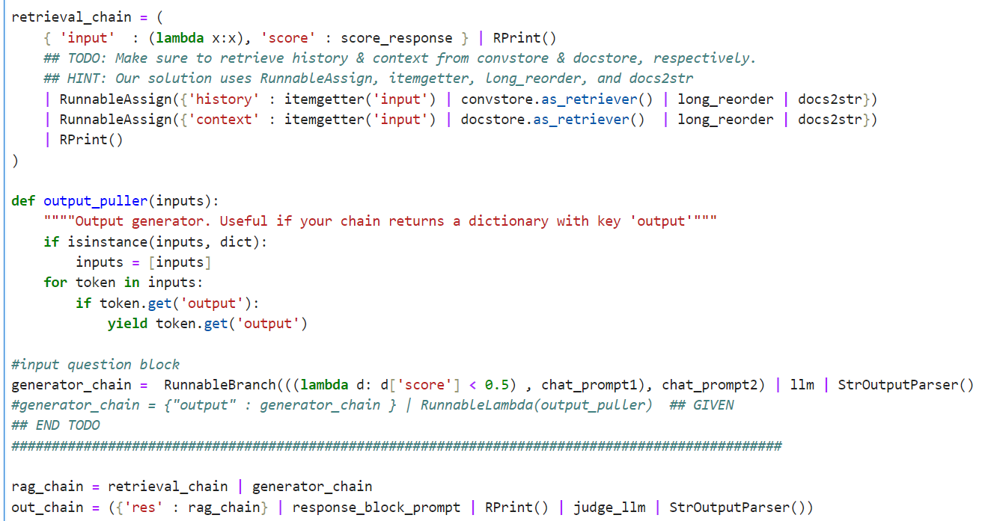 retrieval_chain = (
    { 'input'  : (lambda x:x), 'score' : score_response } | RPrint()
    ## TODO: Make sure to retrieve history & context from convstore & docstore, respectively.
    ## HINT: Our solution uses RunnableAssign, itemgetter, long_reorder, and docs2str
    | RunnableAssign({'history' : itemgetter('input') | convstore.as_retriever() | long_reorder | docs2str})
    | RunnableAssign({'context' : itemgetter('input') | docstore.as_retriever()  | long_reorder | docs2str})
    | RPrint()
)
def output_puller(inputs):
    """"Output generator. Useful if your chain returns a dictionary with key 'output'"""
    if isinstance(inputs, dict):
        inputs = [inputs]
    for token in inputs:
        if token.get('output'):
            yield token.get('output')
#input question block
generator_chain =  RunnableBranch(((lambda d: d['score'] < 0.5) , chat_prompt1), chat_prompt2) | llm | StrOutputParser()
#generator_chain = {"output" : generator_chain } | RunnableLambda(output_puller)  ## GIVEN
## END TODO
################################################################################################
rag_chain = retrieval_chain | generator_chain
out_chain = ({'res' : rag_chain} | response_block_prompt | RPrint() | judge_llm | StrOutputParser())